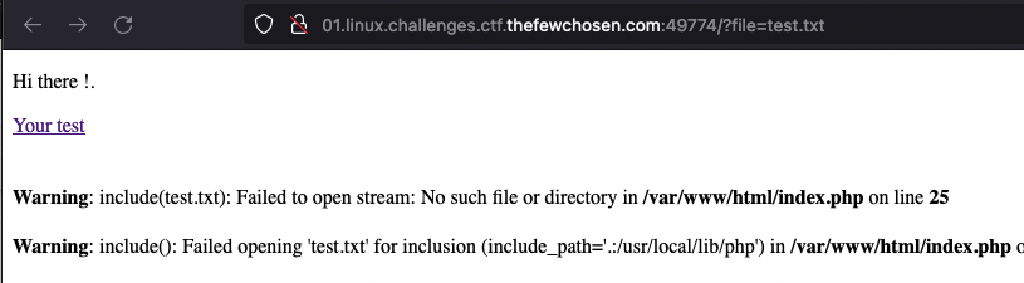 01.linux.challenges.ctf.thefewchosen.com:49774/?file=test.txt
Hi there !.
Your test
Warning: include(test.txt): Failed to open stream: No such file or directory in /var/www/html/index.php on line 25
Warning: include(): Failed opening 'test.txt' for inclusion (include_path='.:/usr/local/lib/php') in /var/www/html/index.php